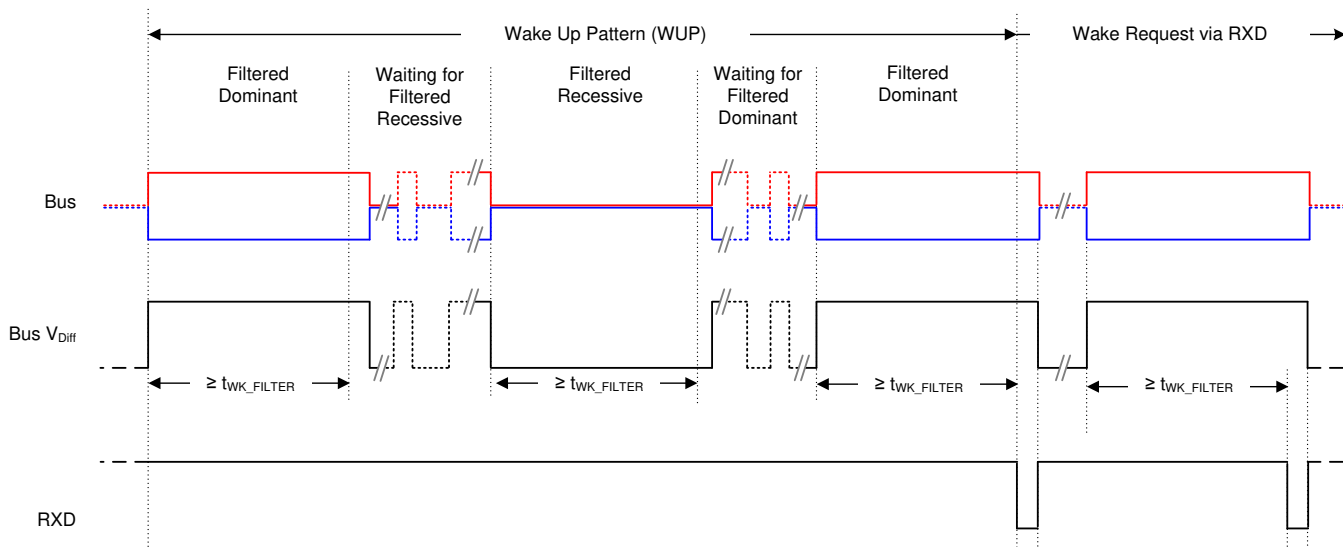 Wake Up Pattern (WUP)
Wake Request via RXD
Filtered
Dominant
Waiting for
Filtered
Recessive
Filtered
Recessive
Waiting for
Filtered
Dominant
Filtered
Dominant
Bus
Bus VDiff
≥ tWK_FILTER
≥ tWK_FILTER
≥ tWK_FILTER
≥ tWK_FILTER
RXD